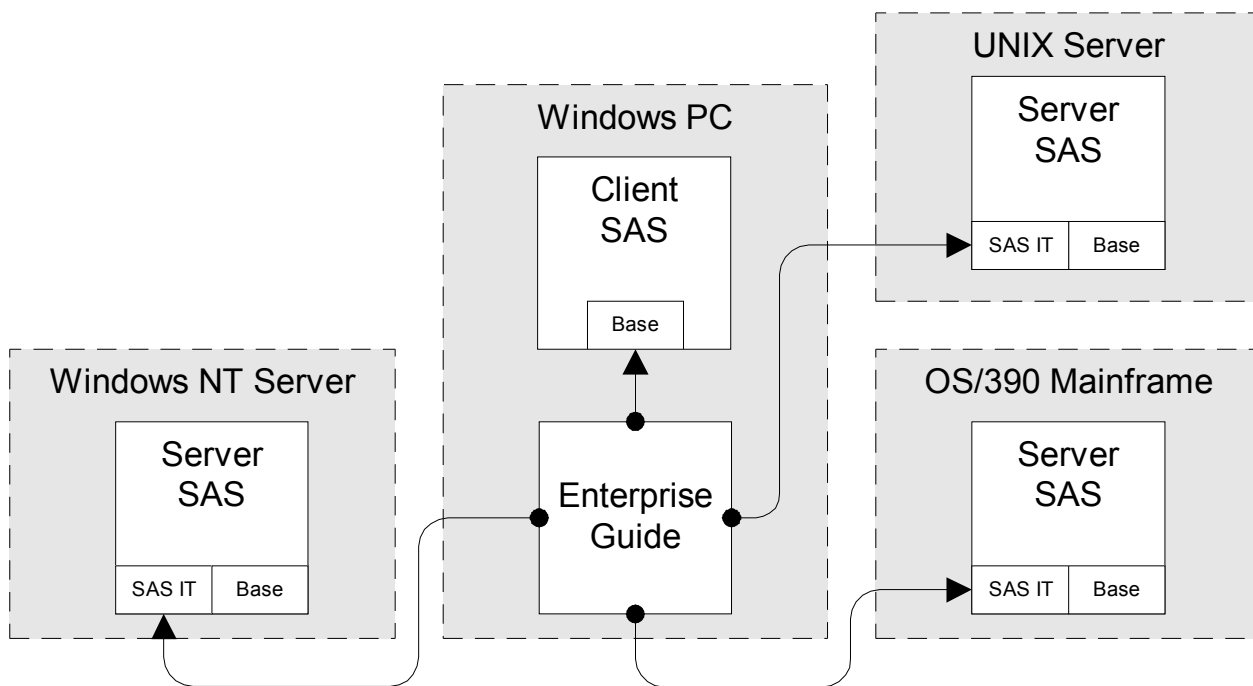 UNIX Server
Server
SAS
SAS IT
Base
Windows PC
Client
SAS
Base
Enterprise
Guide
Windows NT Server
Server
SAS
SAS IT
Base
OS/390 Mainframe
Server
SAS
SAS IT
Base